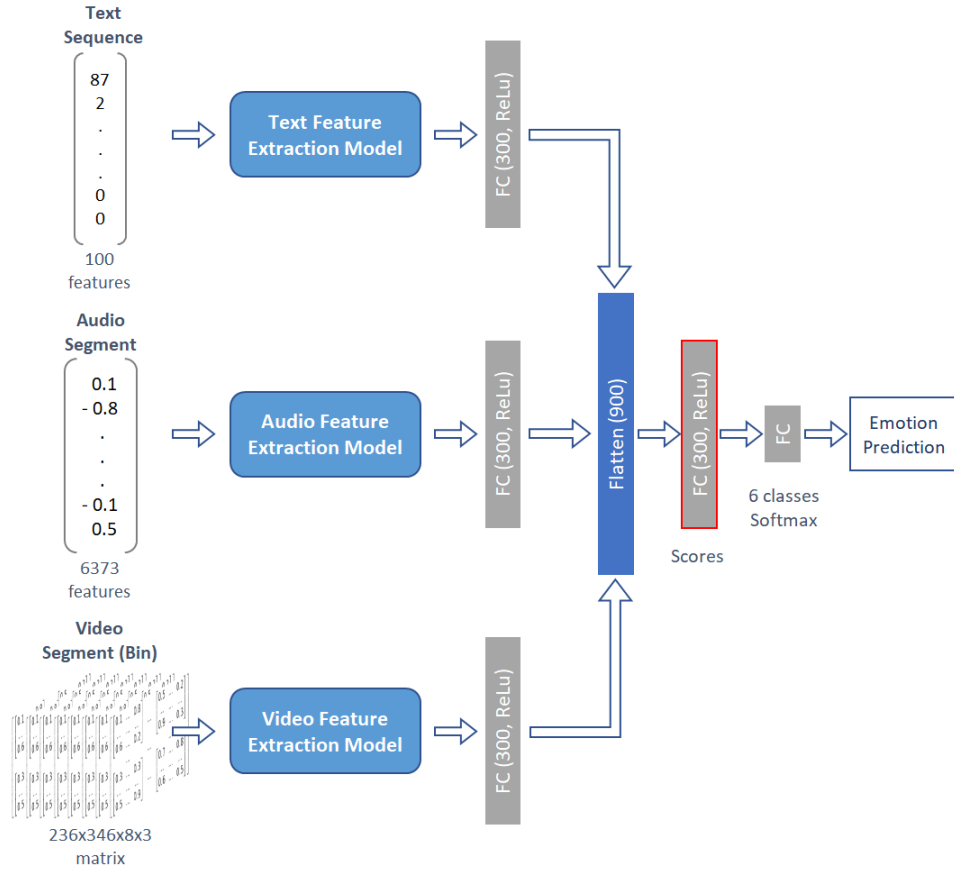 Text
Sequence
87
2
.
.
.
0
0
100
features
Text Feature
Extraction Model
FC (300, ReLu)
Audio
Segment
0.1
- 0.8
.
.
.
- 0.1
0.5
6373
features
Audio Feature
Extraction Model
FC (300, ReLu)
Flatten (900)
FC (300, ReLu)
Scores
FC
6 classes
Softmax
Emotion
Prediction
Video
Segment (Bin)
236x346x8x3
matrix
Video Feature
Extraction Model
FC (300, ReLu)